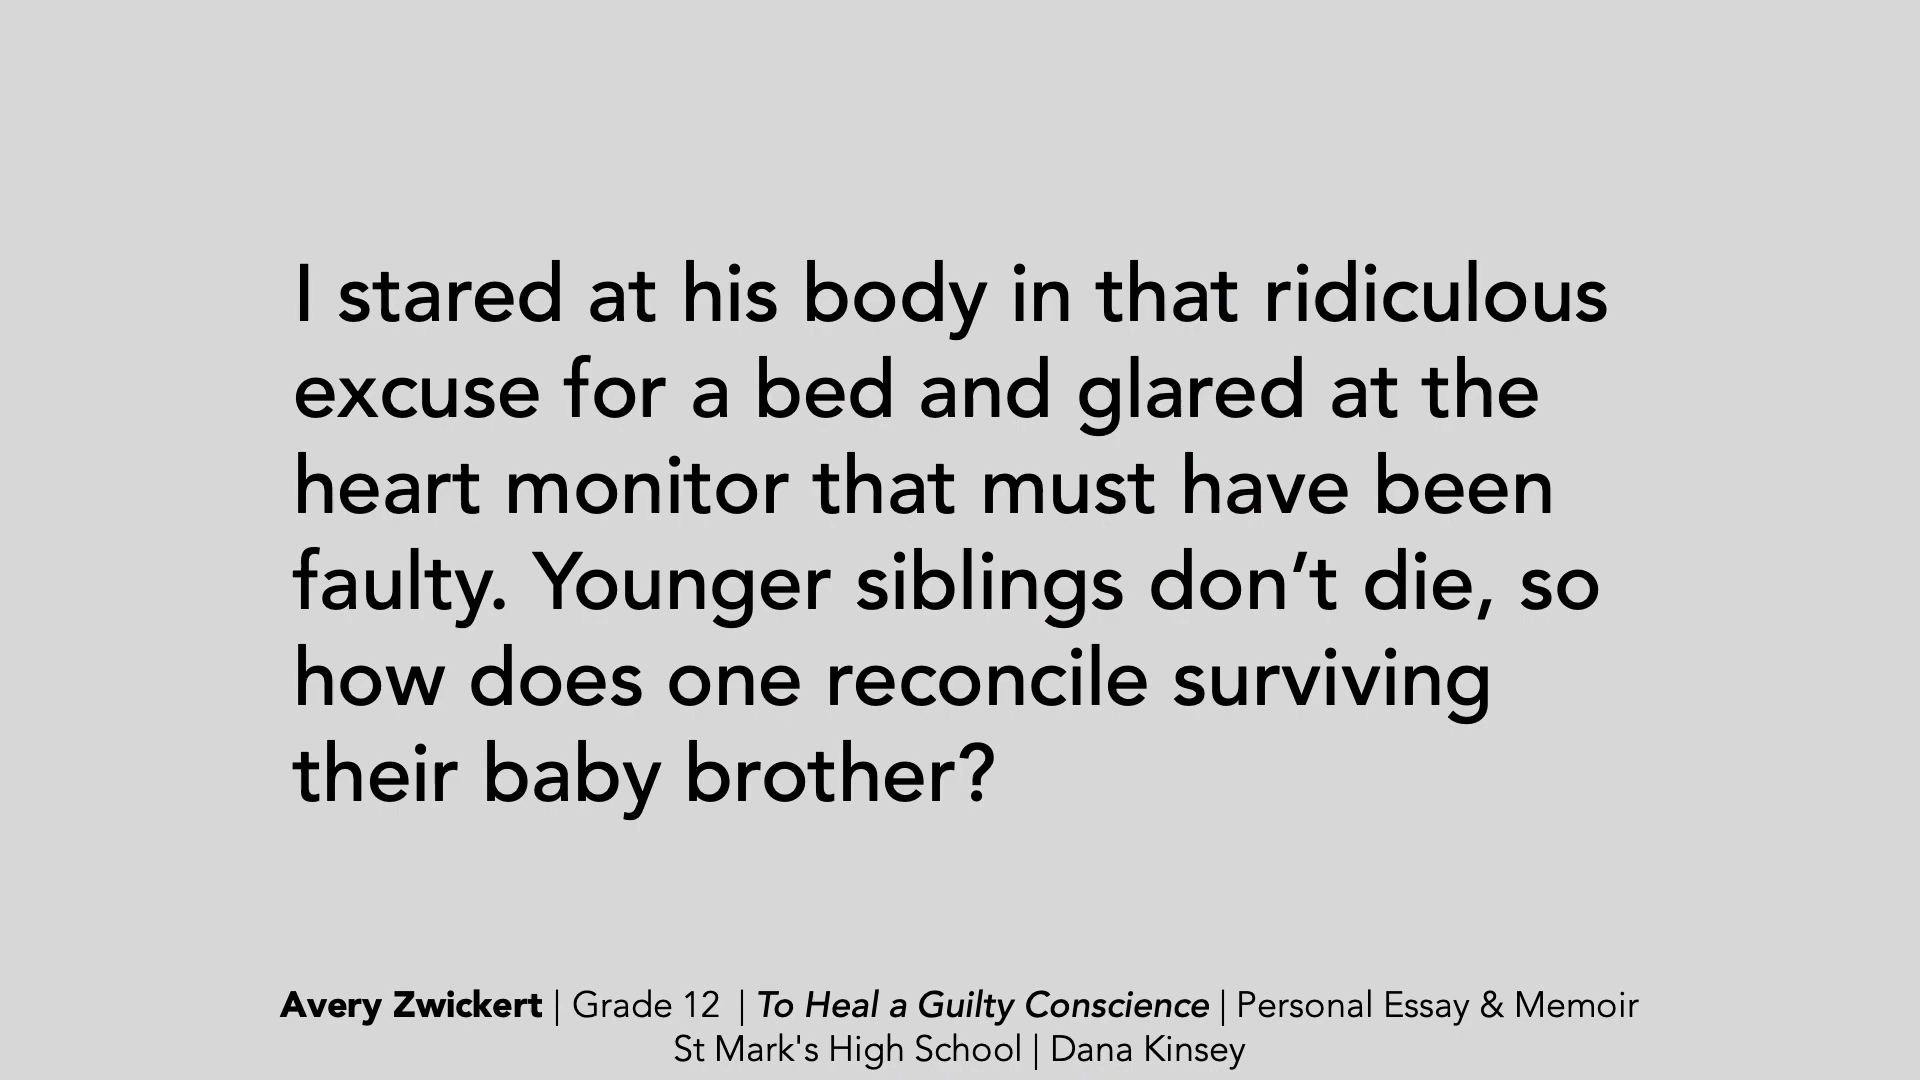 I stared at his body in that ridiculous
excuse for a bed and glared at the
heart monitor that must have been
faulty. Younger siblings don’t die, so
how does one reconcile surviving
their baby brother?
Avery Zwickert | Grade 12 | To Heal a Guilty Conscience | Personal Essay & Memoir
St Mark's High School | Dana Kinsey